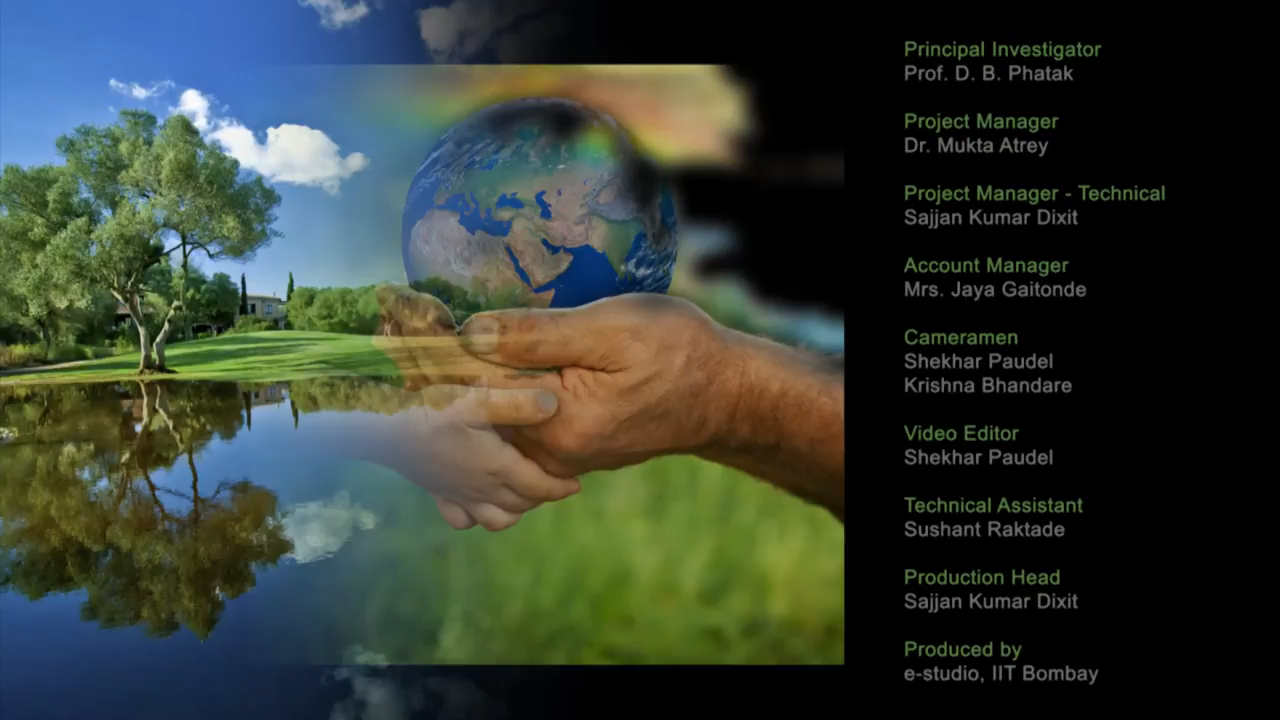 Principal Investigator
Prof. D. B. Phatak
Project Manager
Dr. Mukta Atrey
Project Manager - Technical
Sajjan Kumar Dixit
Account Manager
Mrs. Jaya Gaitonde
Cameramen
Shekhar Paudel
Krishna Bhandare
Video Editor
Shekhar Paudel
Technical Assistant
Sushant Raktade
Production Head
Sajjan Kumar Dixit
Produced by
e-studio, IIT Bombay